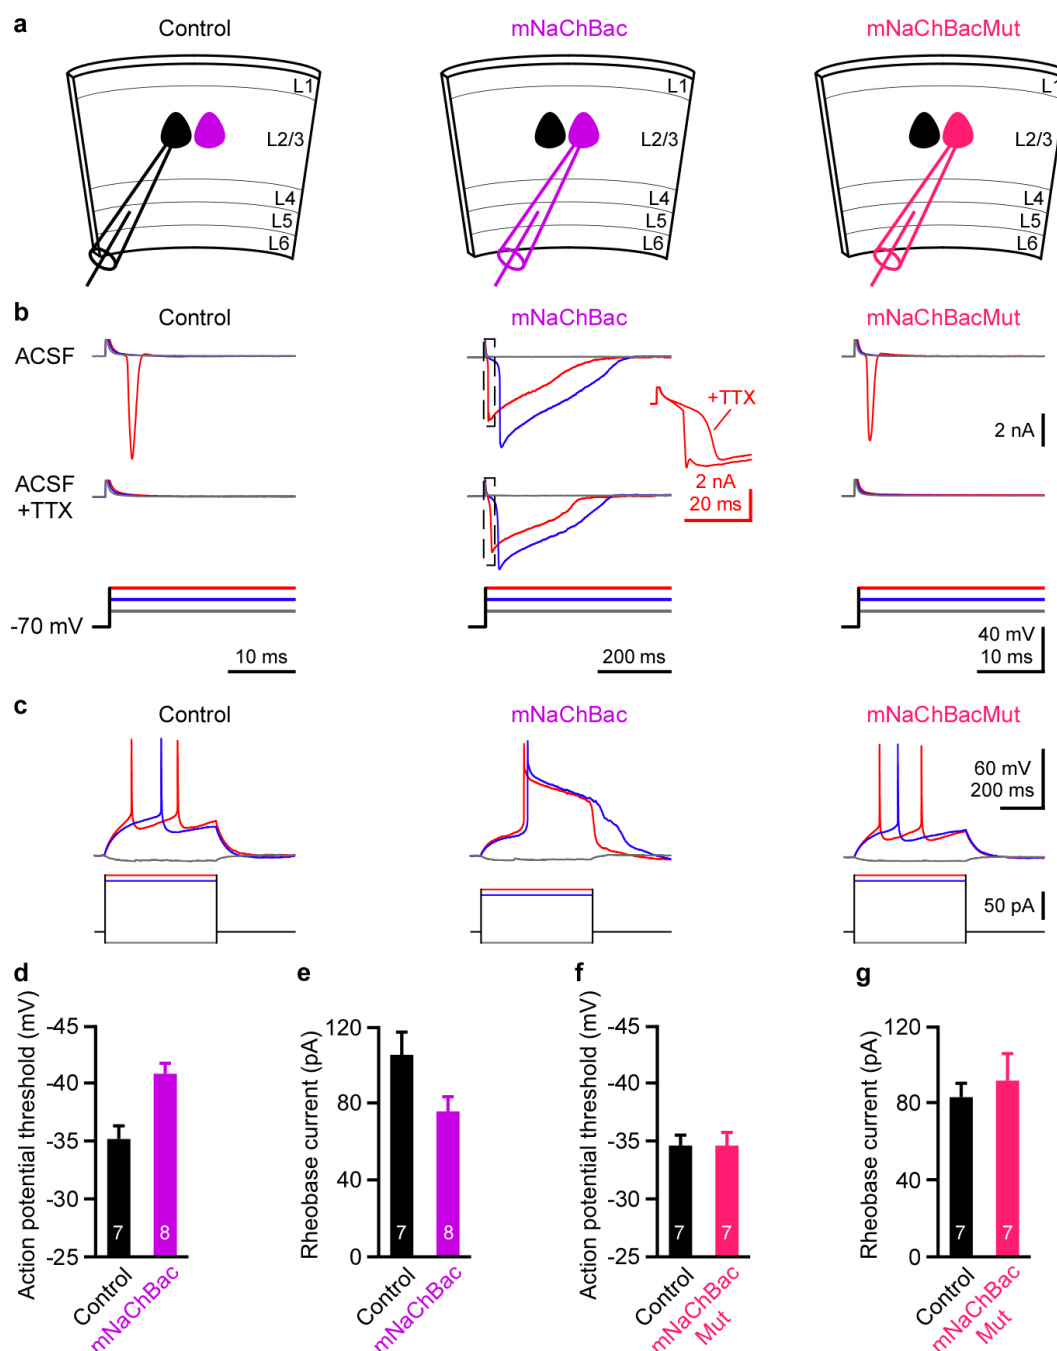 a
Control
mNaChBac
mNaChBacMut
L1
L2/3
L4
L5
L6
L1
L2/3
L4
L5
L6
L1
L2/3
L4
L5
L6
b
Control
mNaChBac
mNaChBacMut
ACSF
+TTX
2 nA
20 ms
2 nA
ACSF
+TTX
-70 mV
10 ms
200 ms
40 mV
10 ms
c
Control
mNaChBac
mNaChBacMut
60 mV
200 ms
50 pA
d
Action potential threshold (mV)
-45
-40
-35
-30
-25
7
8
Control
mNaChBac
e
Rheobase current (pA)
120
80
40
0
7
8
Control
mNaChBac
f
Action potential threshold (mV)
-45
-40
-35
-30
-25
7
7
Control
mNaChBac
Mut
g
Rheobase current (pA)
120
80
40
0
7
7
Control
mNaChBac
Mut